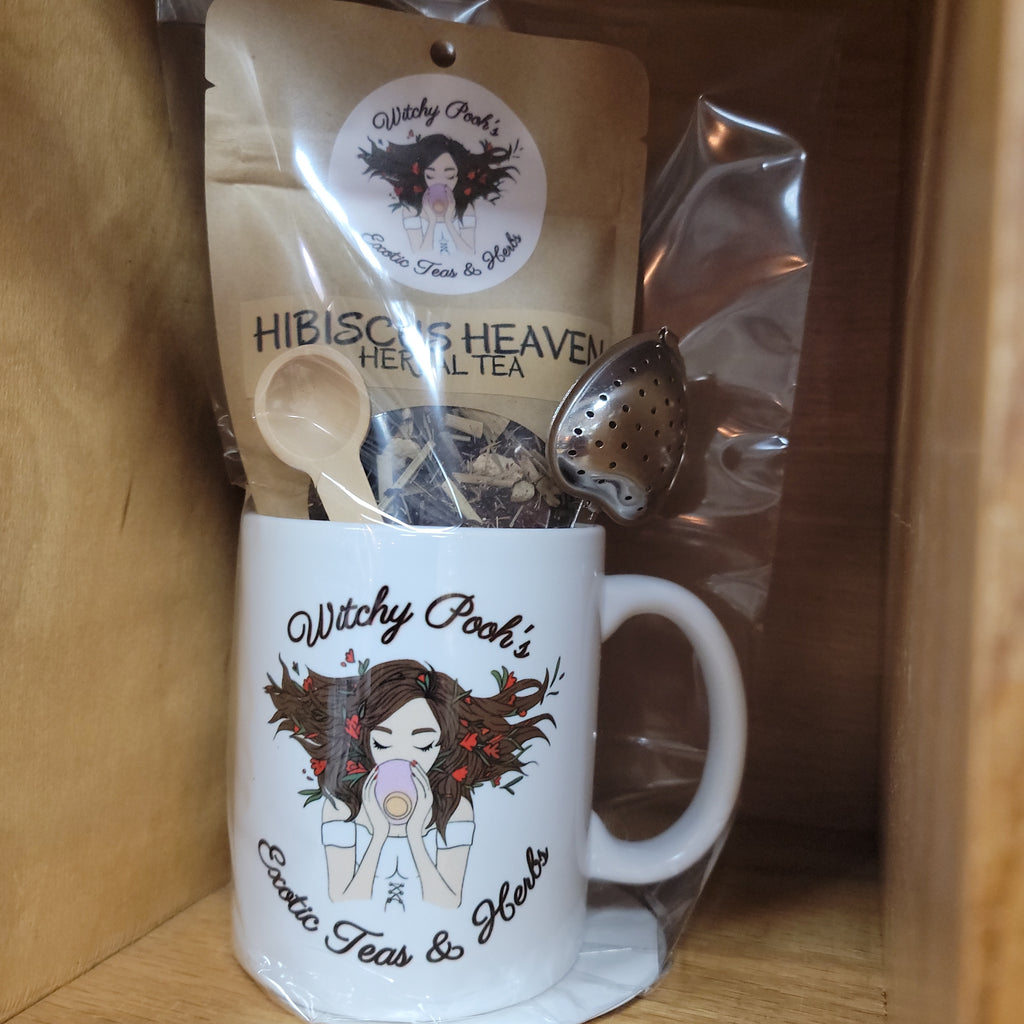 Witchy Pooh's
Exotic Teas & Herbs
HIBISCUS HEAVEN
HERBAL TEA
Witchy Pooh's
Exotic Teas & Herbs